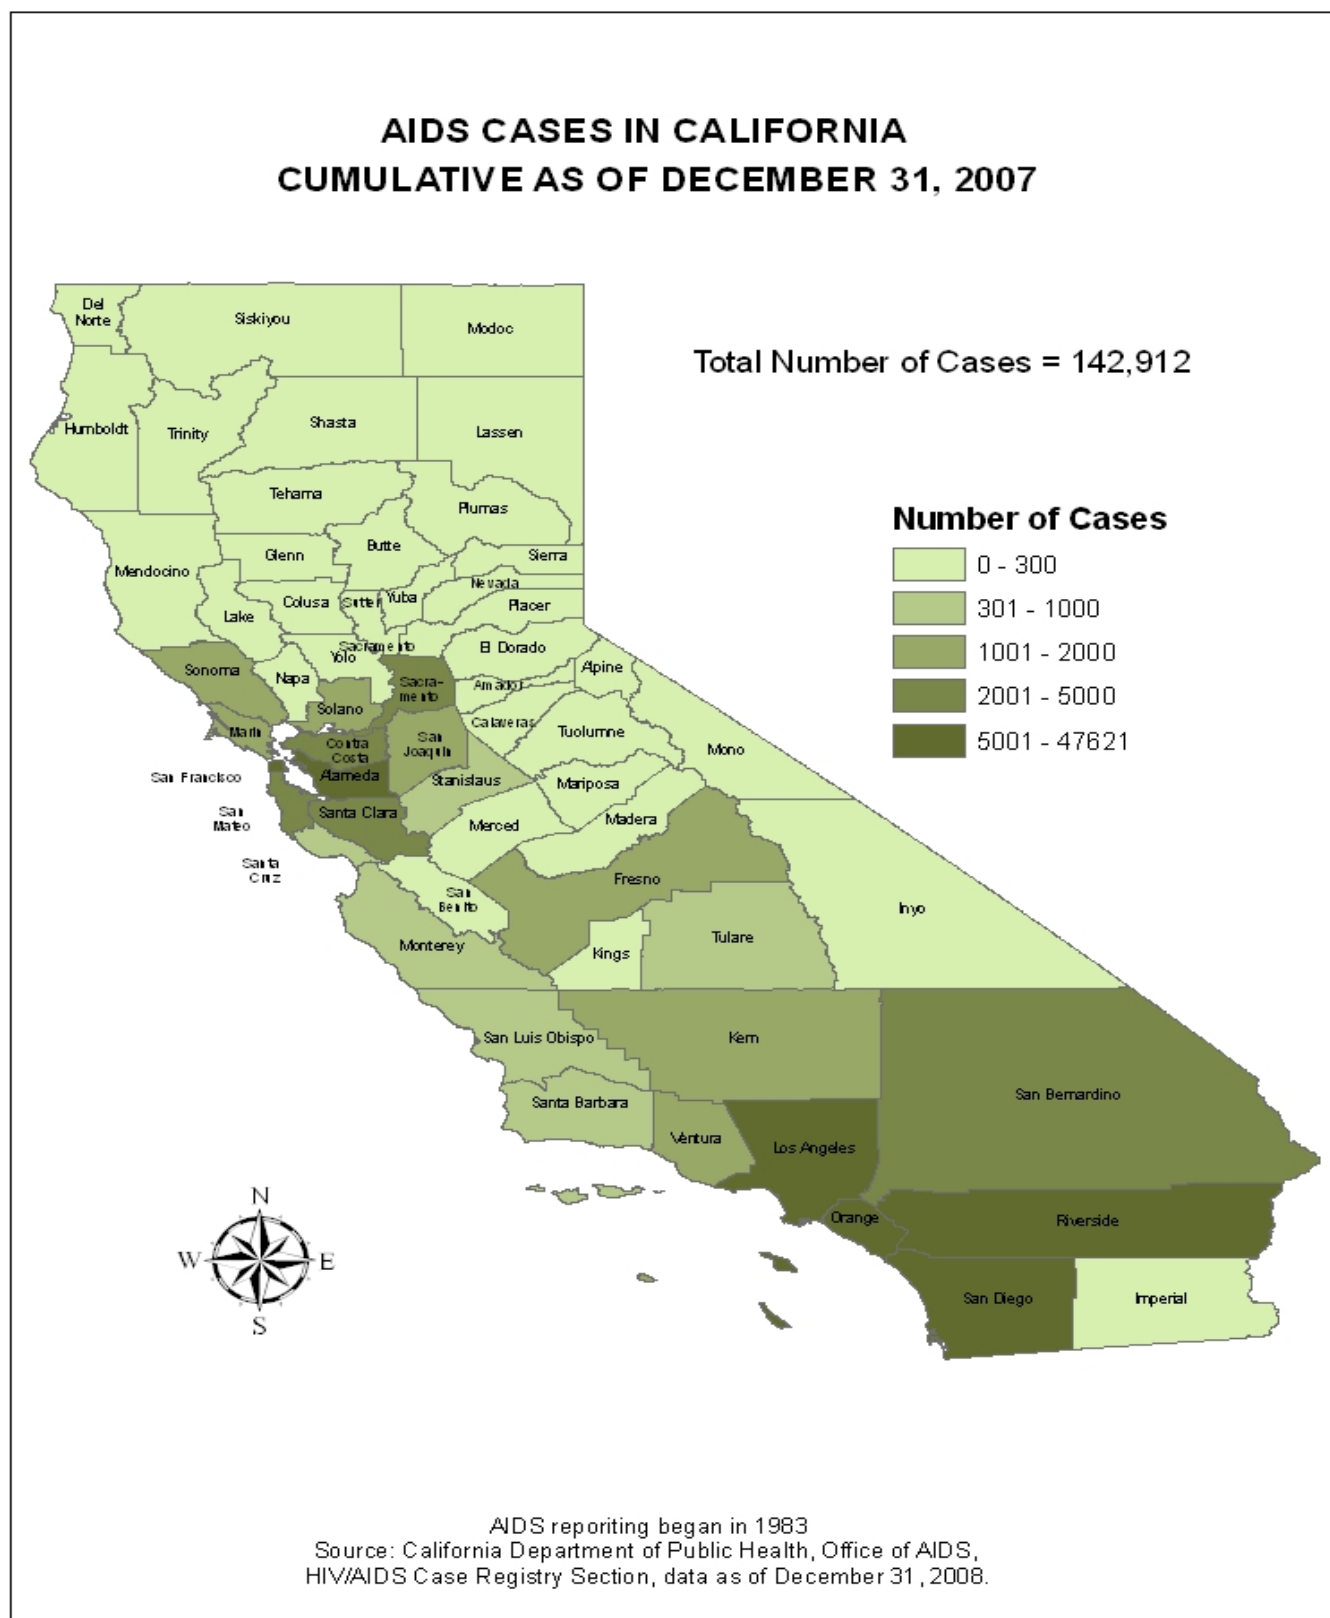 AIDS CASES IN CALIFORNIA
CUMULATIVE AS OF DECEMBER 31, 2007
Total Number of Cases = 142,912
Number of Cases
0 - 300
301 - 1000
1001 - 2000
2001 - 5000
5001 - 47621
Del
Norte
Siskiyou
Modoc
Humboldt
Trinity
Shasta
Lassen
Tehama
Plumas
Mendocino
Glenn
Butte
Sierra
Lake
Colusa
Sutter
Yuba
Nevada
Placer
Sacramento
Yolo
El Dorado
Sonoma
Napa
Sacra-
mento
Alpine
Amador
Solano
Calaveras
Marin
Contra
Costa
San
Joaquin
Tuolumne
Mono
San Francisco
Alameda
Stanislaus
Mariposa
San
Mateo
Santa Clara
Merced
Madera
Santa
Cruz
San
Benito
Fresno
Inyo
Monterey
Kings
Tulare
San Luis Obispo
Kern
San Bernardino
Santa Barbara
Ventura
Los Angeles
Orange
Riverside
San Diego
Imperial
N
W
E
S
AIDS reporiting began in 1983
Source: California Department of Public Health, Office of AIDS,
HIV/AIDS Case Registry Section, data as of December 31, 2008.